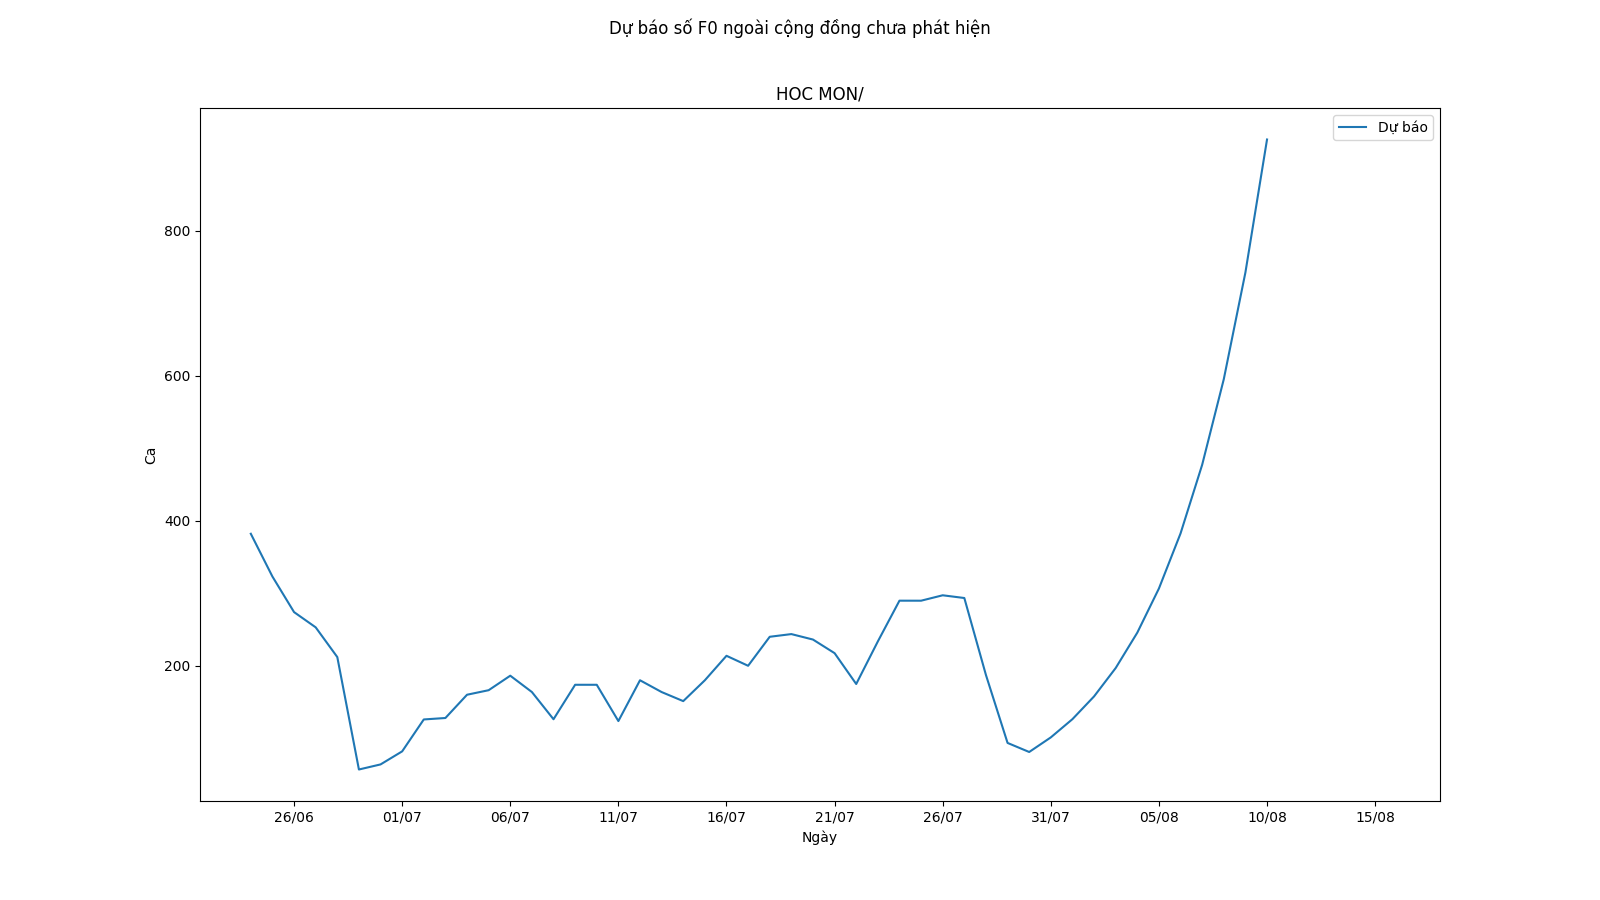 Dự báo số F0 ngoài cộng đồng chưa phát hiện
HOC MON/
Dự báo
800
600
400
200
Ca
26/06 01/07 06/07 11/07 16/07 21/07 26/07 31/07 05/08 10/08 15/08
Ngày